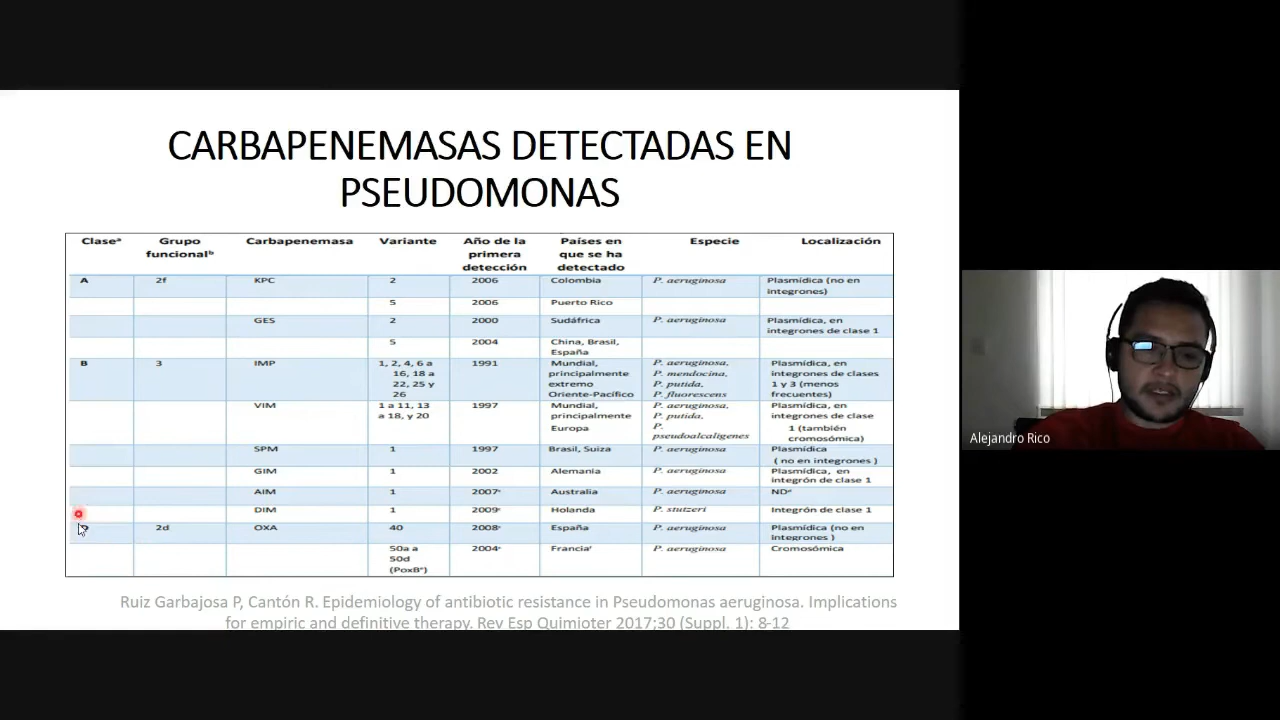 CARBAPENEMASAS DETECTADAS EN
PSEUDOMONAS
Claseª Grupo funcionalᵇ Carbapenemasa Variante Año de la primera detección Países en que se ha detectado Especie Localización
A 2f KPC 2 2006 Colombia P. aeruginosa Plasmídica (no en integrones)
5 2006 Puerto Rico
GES 2 2000 Sudáfrica P. aeruginosa Plasmídica, en integrones de clase 1
5 2004 China, Brasil, España
B 3 IMP 1, 2, 4, 6 a 16, 18 a 22, 25 y 26 1991 Mundial, principalmente extremo Oriente-Pacífico P. aeruginosa, P. mendocina, P. putida, P. fluorescens Plasmídica, en integrones de clases 1 y 3 (menos frecuentes)
VIM 1 a 11, 13 a 18, y 20 1997 Mundial, principalmente Europa P. aeruginosa, P. putida, P. pseudoalcaligenes Plasmídica, en integrones de clase 1 (también cromosómica)
SPM 1 1997 Brasil, Suiza P. aeruginosa Plasmídica ( no en integrones )
GIM 1 2002 Alemania P. aeruginosa Plasmídica, en integrón de clase 1
AIM 1 2007ᶜ Australia P. aeruginosa NDᵈ
DIM 1 2009ᶜ Holanda P. stutzeri Integrón de clase 1
2d OXA 40 2008ᶜ España P. aeruginosa Plasmídica (no en integrones )
50a a 50d (PoxBᵉ) 2004ᶜ Franciaᶠ P. aeruginosa Cromosómica
Ruiz Garbajosa P, Cantón R. Epidemiology of antibiotic resistance in Pseudomonas aeruginosa. Implications
for empiric and definitive therapy. Rev Esp Quimioter 2017;30 (Suppl. 1): 8-12
Alejandro Rico